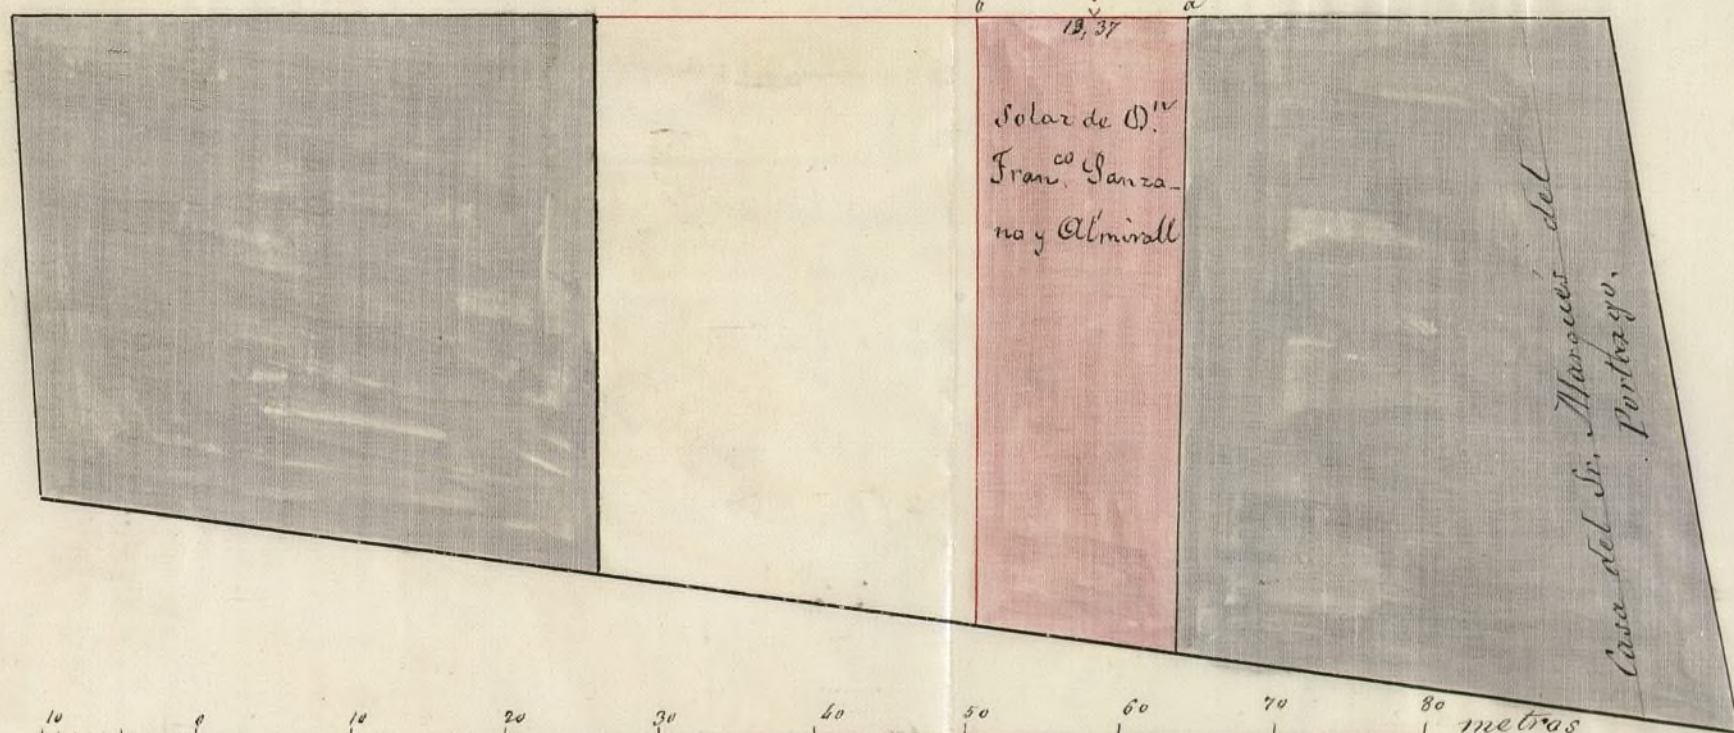 b a
13,37
Solar de D.ⁿ
Fran.ᶜᵒ Sanza-
no y Almirall
Casa del Sr. Marqués del
Portazgo.
10 0 10 20 30 40 50 60 70 80
metros